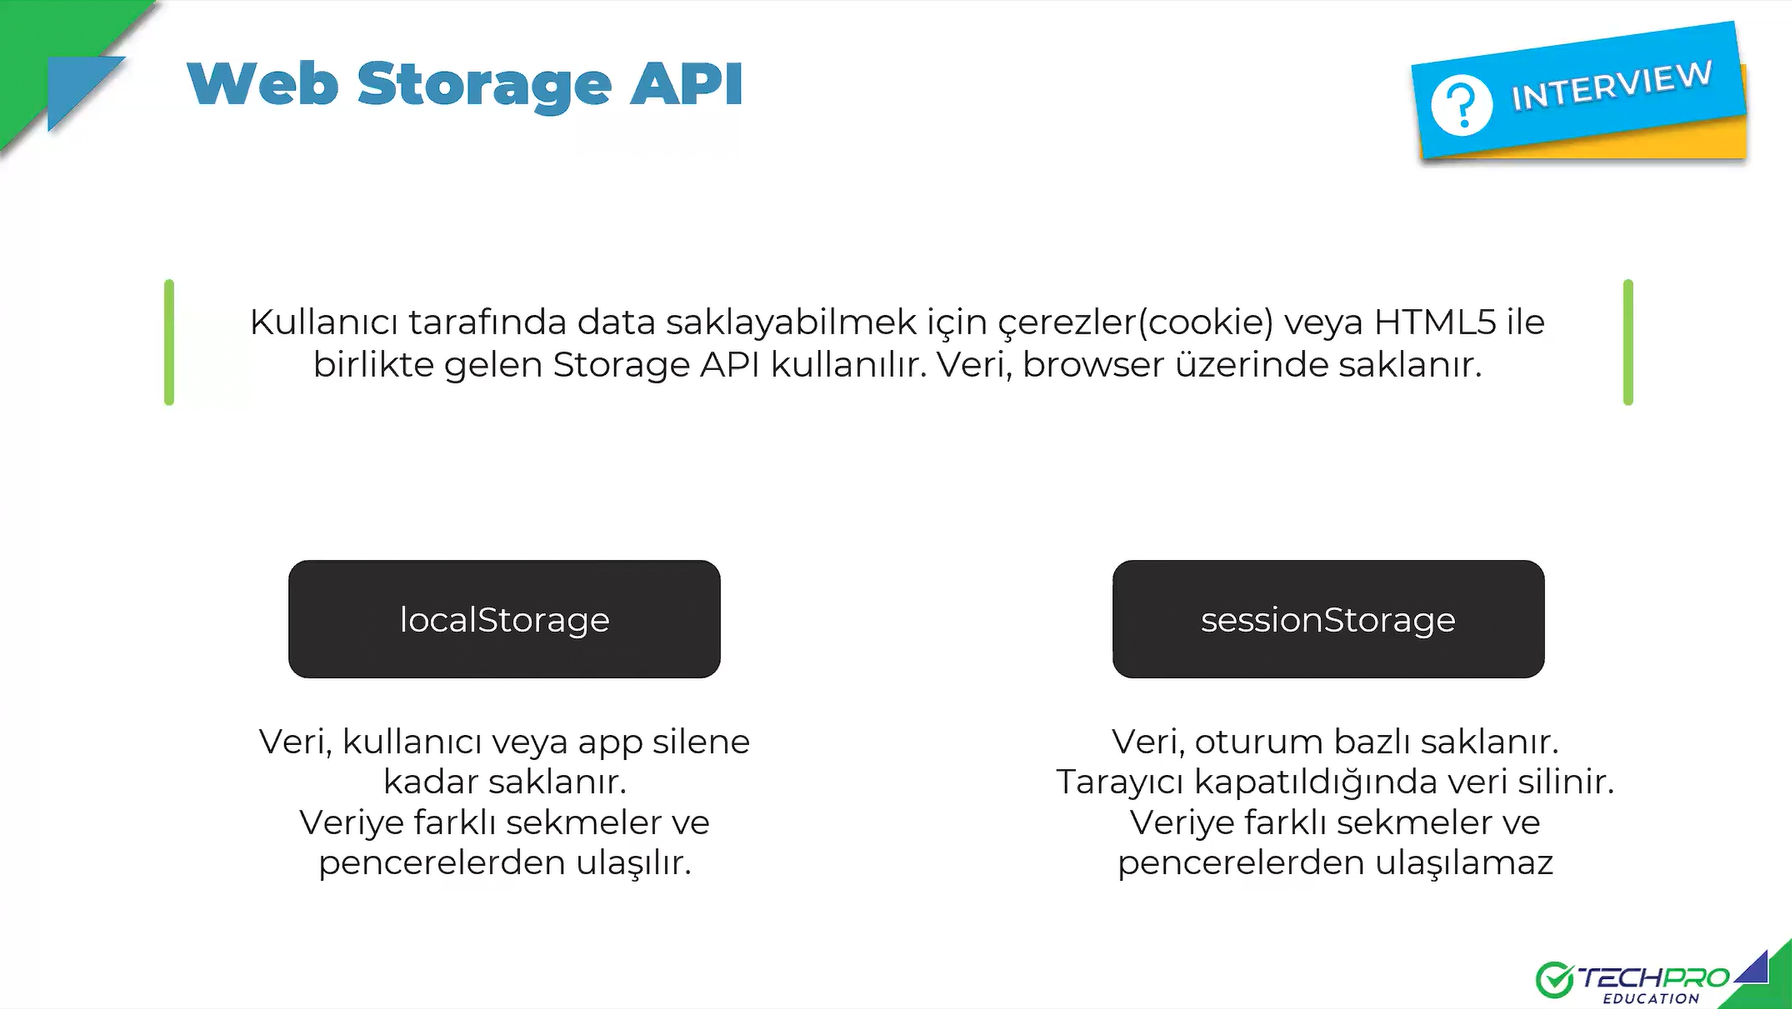 Web Storage API
INTERVIEW
Kullanıcı tarafında data saklayabilmek için çerezler(cookie) veya HTML5 ile
birlikte gelen Storage API kullanılır. Veri, browser üzerinde saklanır.
localStorage
Veri, kullanıcı veya app silene
kadar saklanır.
Veriye farklı sekmeler ve
pencerelerden ulaşılır.
sessionStorage
Veri, oturum bazlı saklanır.
Tarayıcı kapatıldığında veri silinir.
Veriye farklı sekmeler ve
pencerelerden ulaşılamaz
TECHPRO
EDUCATION